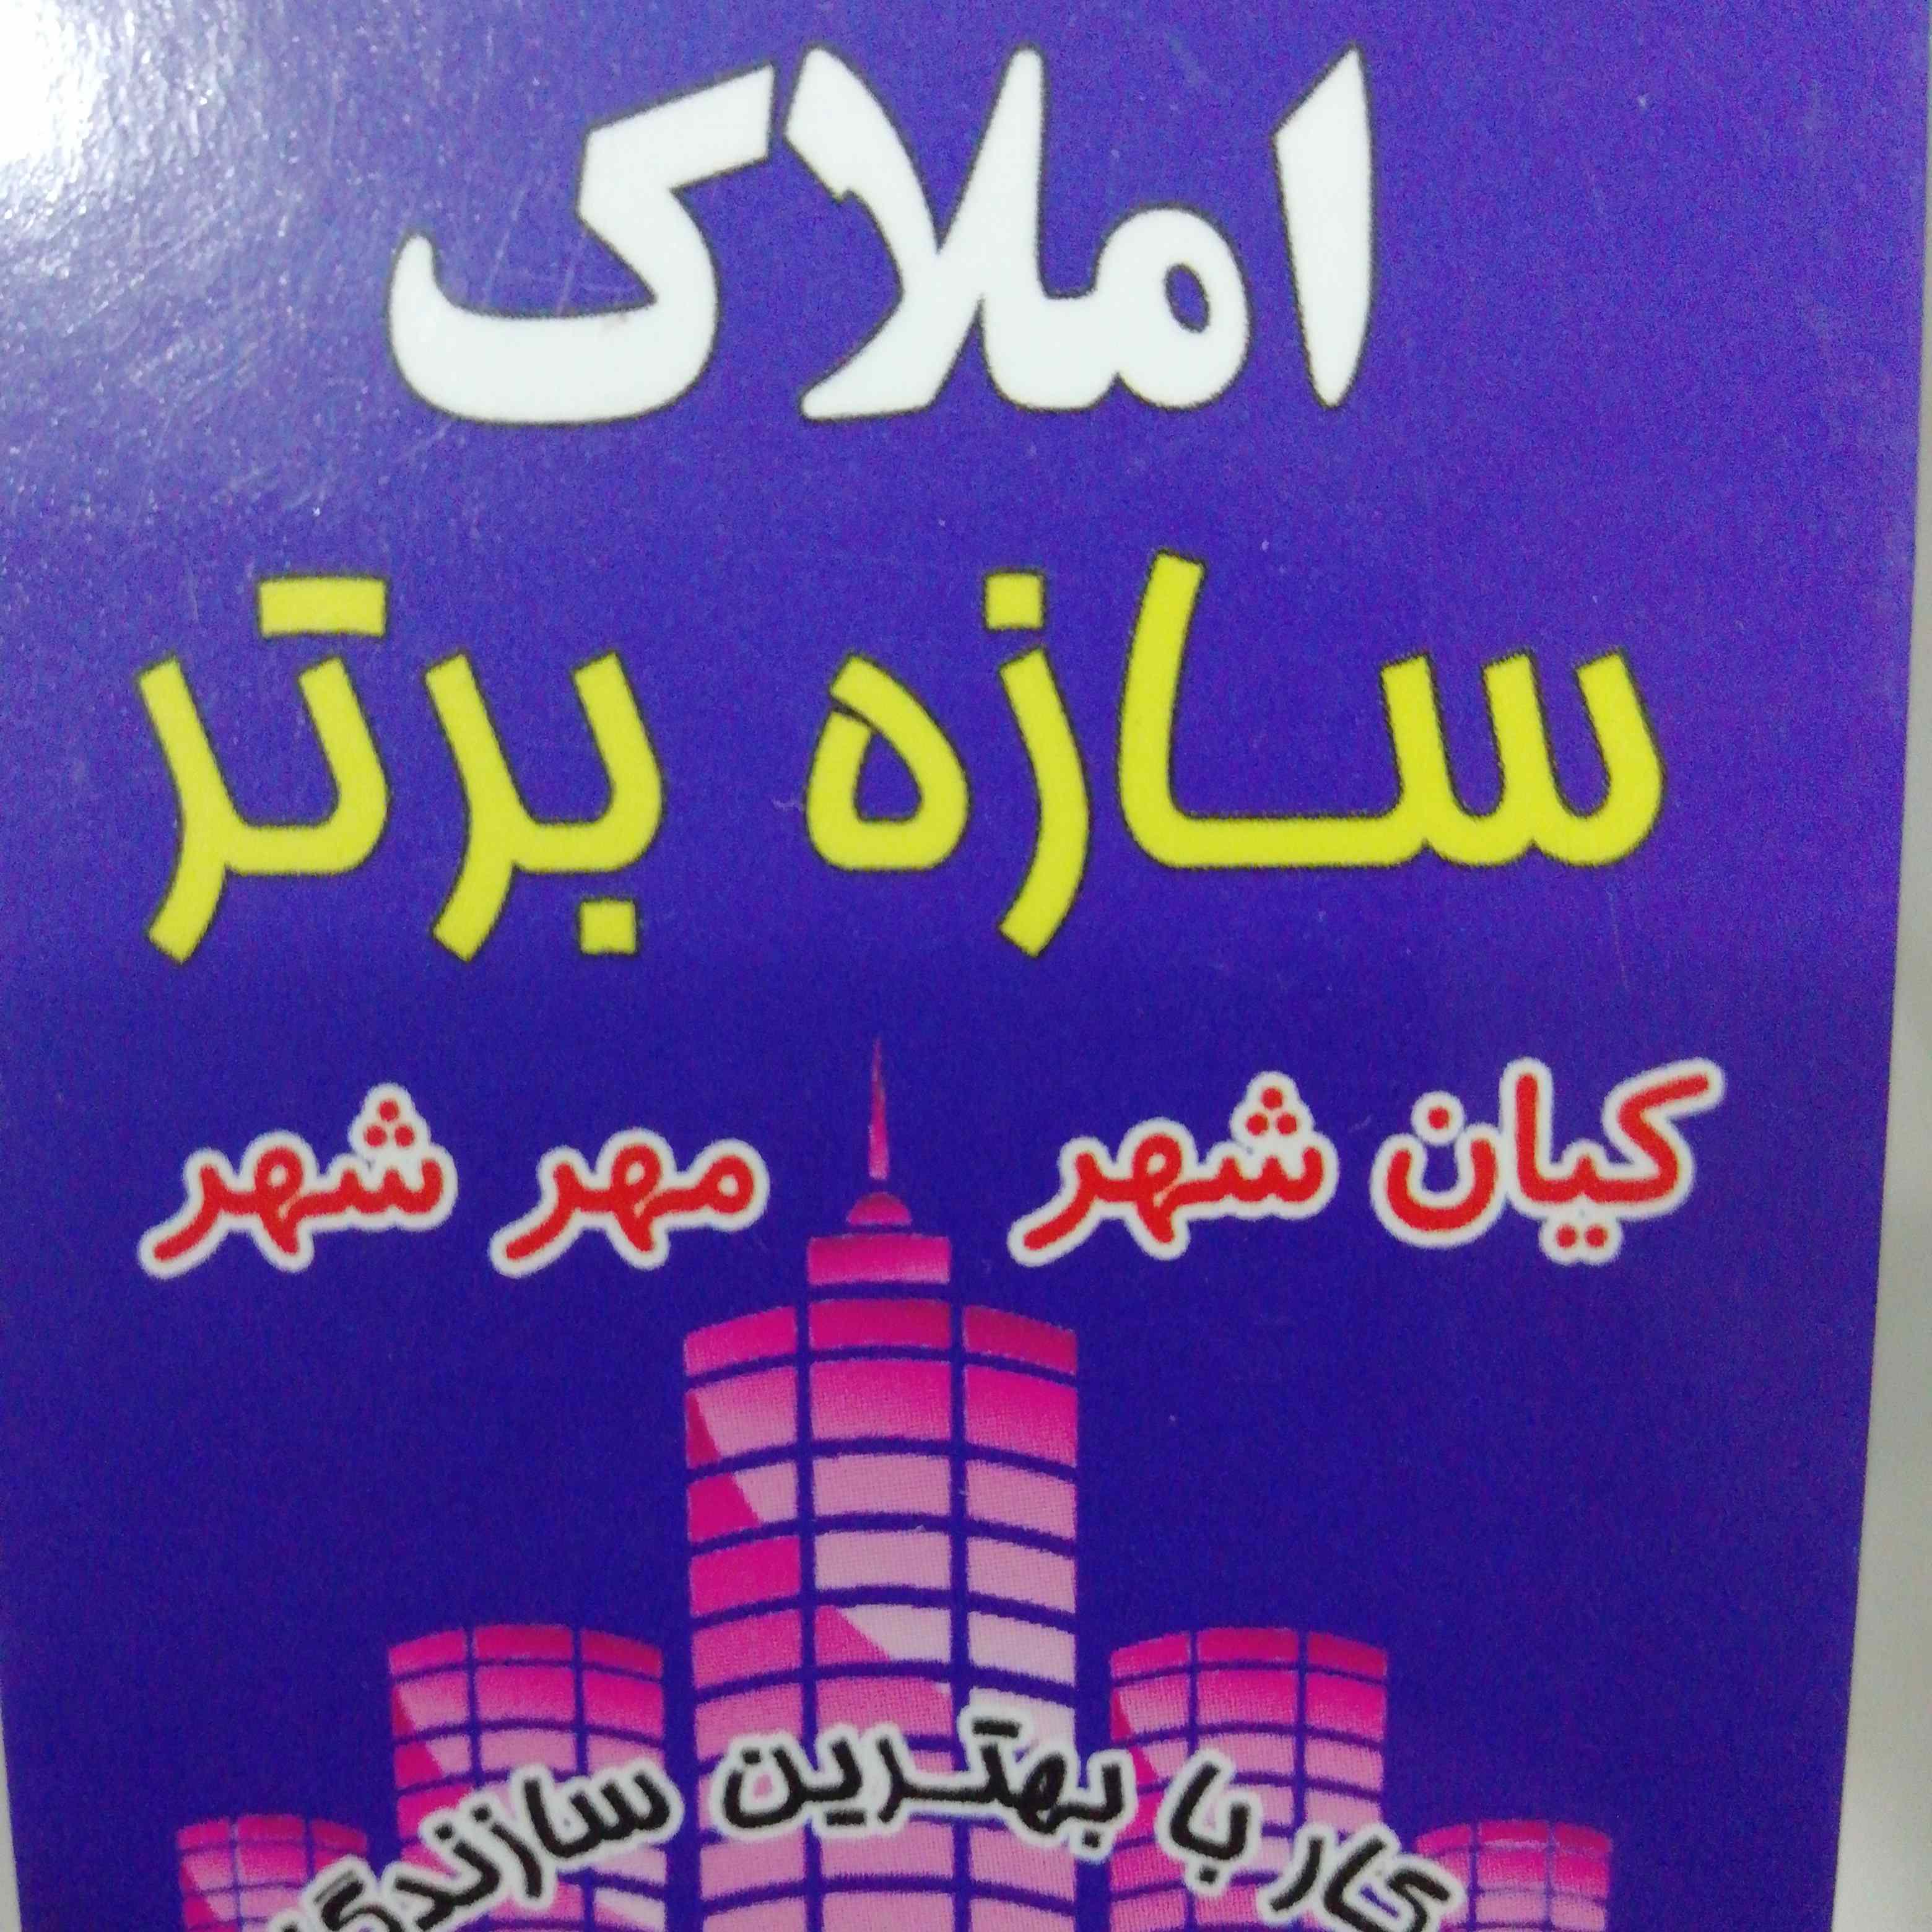 املاک
سازه برتر
کیان شهر مهر شهر
کار با بهترین